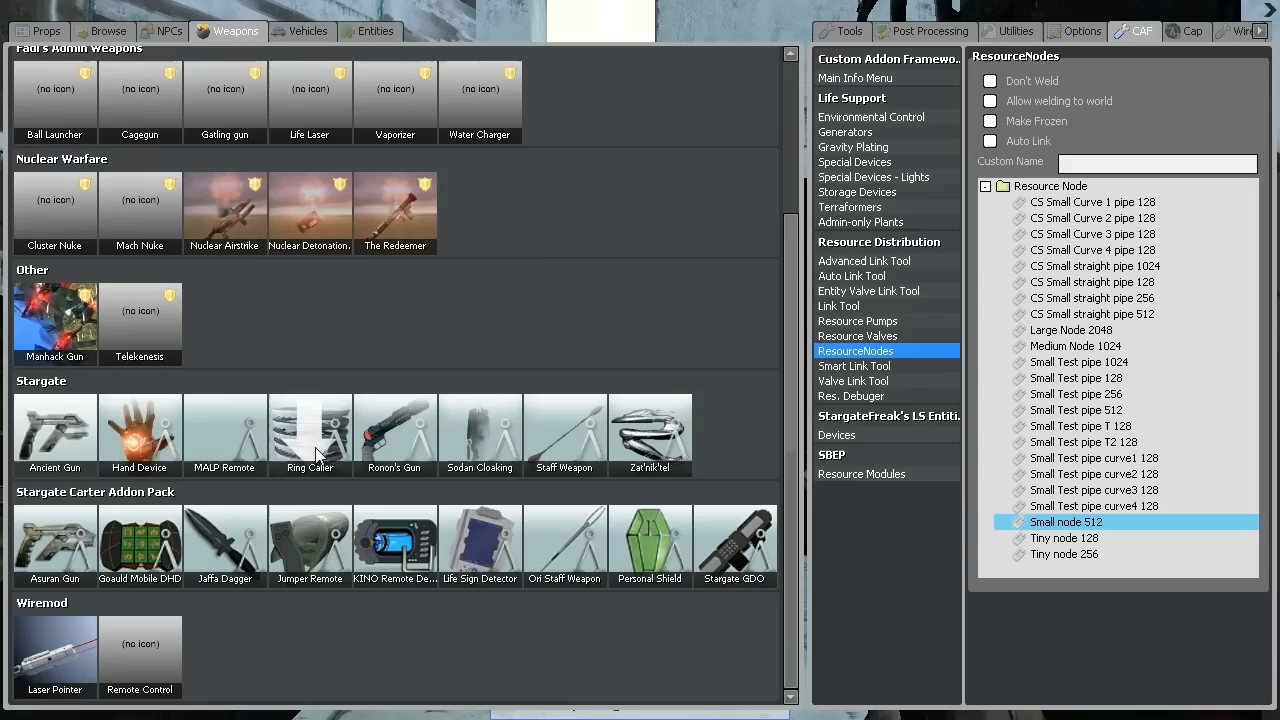 Props
Browse
NPCs
Weapons
Vehicles
Entities
Tools
Post Processing
Utilities
Options
CAF
Cap
Wire
Fadi's Admin Weapons
(no icon)
(no icon)
(no icon)
(no icon)
(no icon)
(no icon)
Ball Launcher
Cagegun
Gatling gun
Life Laser
Vaporizer
Water Charger
Nuclear Warfare
(no icon)
(no icon)
Cluster Nuke
Mach Nuke
Nuclear Airstrike
Nuclear Detonation.
The Redeemer
Other
(no icon)
Manhack Gun
Telekenesis
Stargate
Ancient Gun
Hand Device
MALP Remote
Ring Caller
Ronon's Gun
Sodan Cloaking
Staff Weapon
Zat'nik'tel
Stargate Carter Addon Pack
Asuran Gun
Goauld Mobile DHD
Jaffa Dagger
Jumper Remote
KINO Remote De...
Life Sign Detector
Ori Staff Weapon
Personal Shield
Stargate GDO
Wiremod
(no icon)
Laser Pointer
Remote Control
Custom Addon Framewo..
Main Info Menu
Life Support
Environmental Control
Generators
Gravity Plating
Special Devices
Special Devices - Lights
Storage Devices
Terraformers
Admin-only Plants
Resource Distribution
Advanced Link Tool
Auto Link Tool
Entity Valve Link Tool
Link Tool
Resource Pumps
Resource Valves
ResourceNodes
Smart Link Tool
Valve Link Tool
Res. Debuger
StargateFreak's LS Entiti.
Devices
SBEP
Resource Modules
ResourceNodes
Don't Weld
Allow welding to world
Make Frozen
Auto Link
Custom Name
Resource Node
CS Small Curve 1 pipe 128
CS Small Curve 2 pipe 128
CS Small Curve 3 pipe 128
CS Small Curve 4 pipe 128
CS Small straight pipe 1024
CS Small straight pipe 128
CS Small straight pipe 256
CS Small straight pipe 512
Large Node 2048
Medium Node 1024
Small Test pipe 1024
Small Test pipe 128
Small Test pipe 256
Small Test pipe 512
Small Test pipe T 128
Small Test pipe T2 128
Small Test pipe curve1 128
Small Test pipe curve2 128
Small Test pipe curve3 128
Small Test pipe curve4 128
Small node 512
Tiny node 128
Tiny node 256